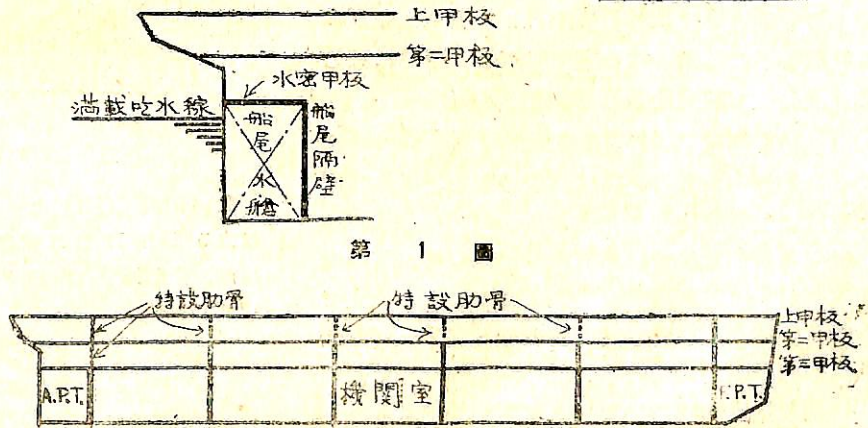 上甲板
第二甲板
水密甲板
満載吃水線
船尾水艙
船尾隔壁
第 1 圖
特設肋骨
特設肋骨
上甲板
第二甲板
第三甲板
A.P.T.
機関室
F.P.T.